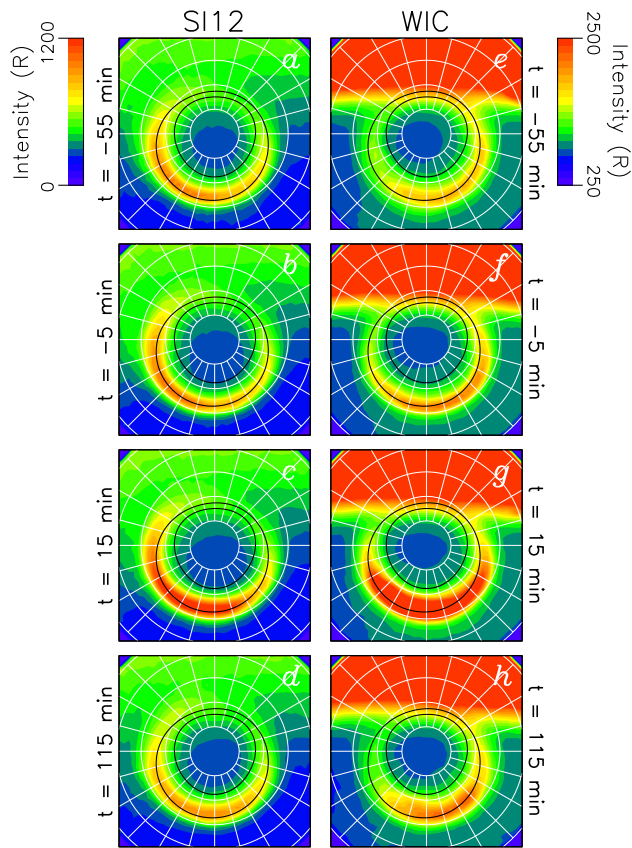 SI12
WIC
1200
Intensity (R)
0
2500
Intensity (R)
250
a
t = -55 min
e
t = -55 min
b
t = -5 min
f
t = -5 min
c
t = 15 min
g
t = 15 min
d
t = 115 min
h
t = 115 min